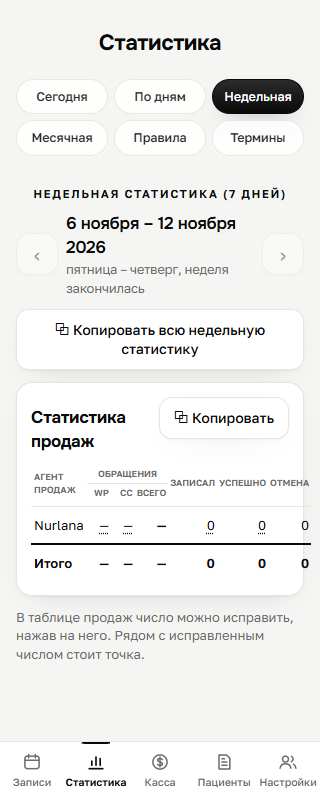 Статистика
Сегодня По дням Недельная
Месячная Правила Термины
НЕДЕЛЬНАЯ СТАТИСТИКА (7 ДНЕЙ)
6 ноября – 12 ноября
2026
пятница – четверг, неделя
закончилась
‹ ›
Копировать всю недельную
статистику
Статистика
продаж
Копировать
АГЕНТ
ПРОДАЖ
ОБРАЩЕНИЯ
WP CC ВСЕГО
ЗАПИСАЛ УСПЕШНО ОТМЕНА
Nurlana — — — 0 0 0
Итого — — — 0 0 0
В таблице продаж число можно исправить,
нажав на него. Рядом с исправленным
числом стоит точка.
Записи Статистика Касса Пациенты Настройки